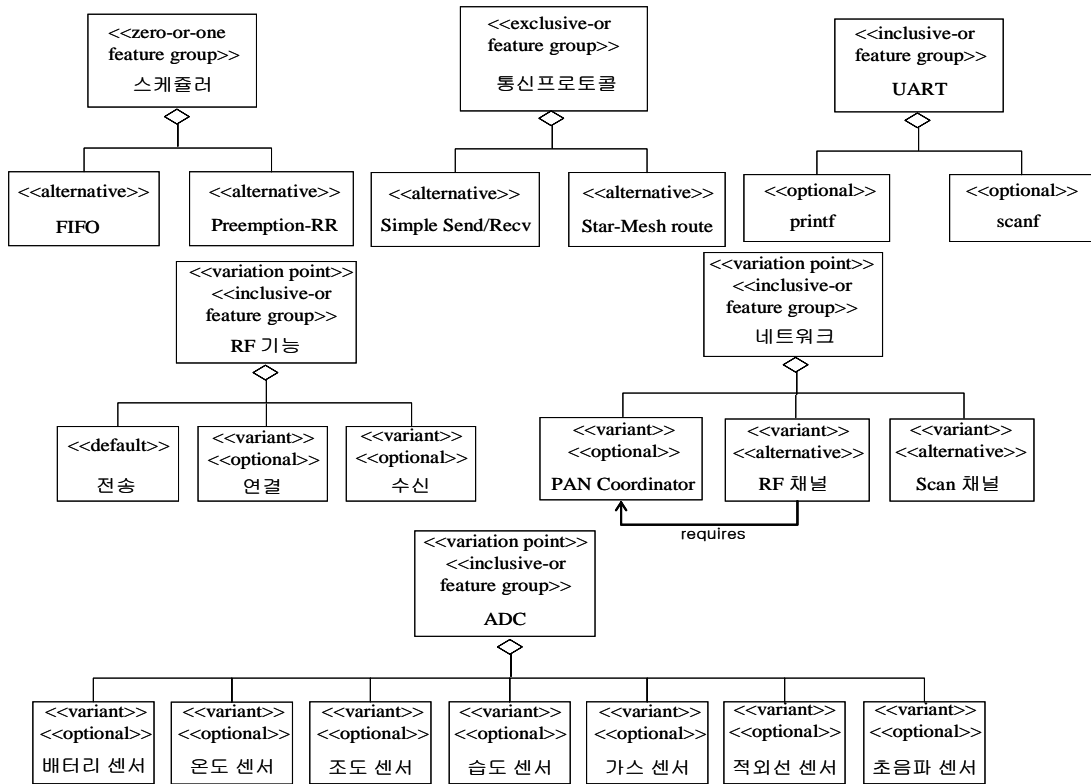 <<zero-or-one
feature group>>
스케쥴러
<<exclusive-or
feature group>>
통신프로토콜
<<inclusive-or
feature group>>
UART
<<alternative>>
FIFO
<<alternative>>
Preemption-RR
<<alternative>>
Simple Send/Recv
<<alternative>>
Star-Mesh route
<<optional>>
printf
<<optional>>
scanf
<<variation point>>
<<inclusive-or
feature group>>
RF 기능
<<variation point>>
<<inclusive-or
feature group>>
네트워크
<<default>>
전송
<<variant>>
<<optional>>
연결
<<variant>>
<<optional>>
수신
<<variant>>
<<optional>>
PAN Coordinator
<<variant>>
<<alternative>>
RF 채널
<<variant>>
<<alternative>>
Scan 채널
requires
<<variation point>>
<<inclusive-or
feature group>>
ADC
<<variant>>
<<optional>>
배터리 센서
<<variant>>
<<optional>>
온도 센서
<<variant>>
<<optional>>
조도 센서
<<variant>>
<<optional>>
습도 센서
<<variant>>
<<optional>>
가스 센서
<<variant>>
<<optional>>
적외선 센서
<<variant>>
<<optional>>
초음파 센서